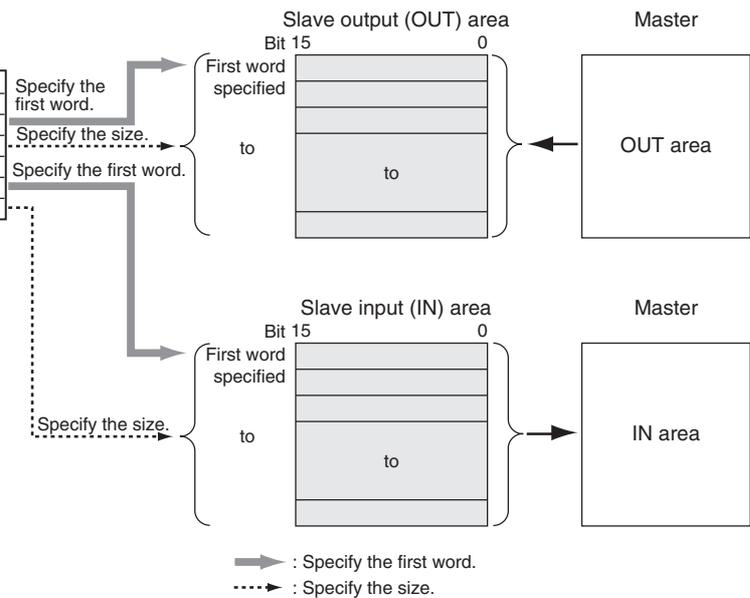 Slave output (OUT) area
Master
Bit 15
0
First word
specified
Specify the
first word.
Specify the size.
to
to
OUT area
Specify the first word.
Slave input (IN) area
Master
Bit 15
0
First word
specified
Specify the size.
to
to
IN area
: Specify the first word.
: Specify the size.